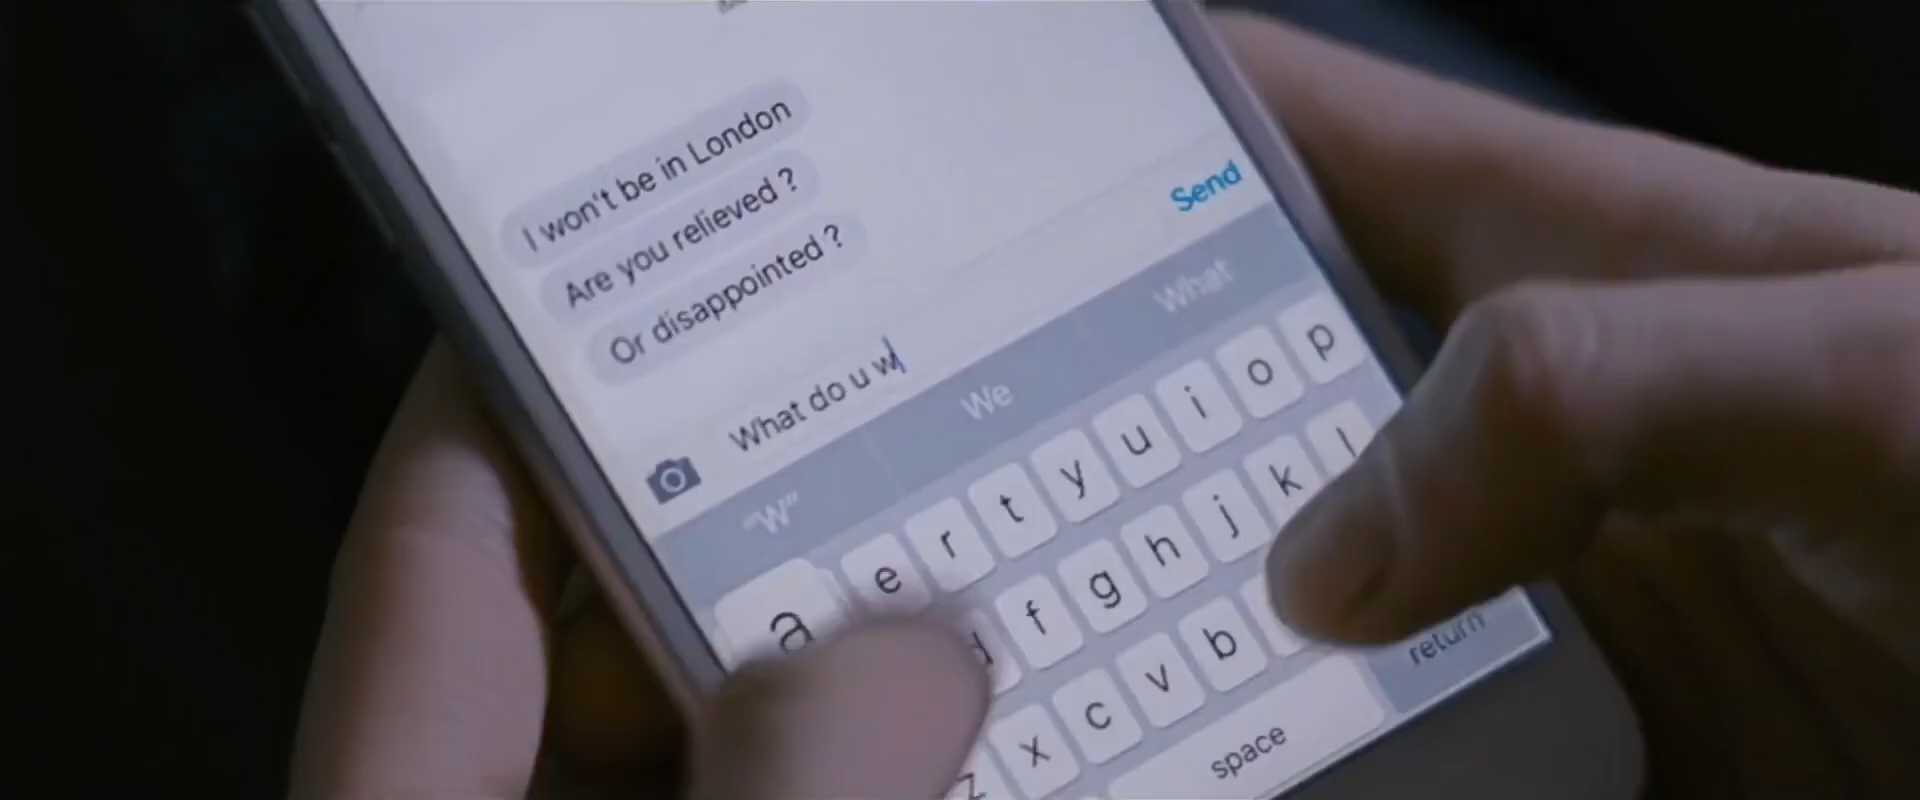 I won't be in London
Are you relieved ?
Or disappointed ?
Send
What do u w
"W" We What
a e r t y u i o p
d f g h j k l
z x c v b
space return